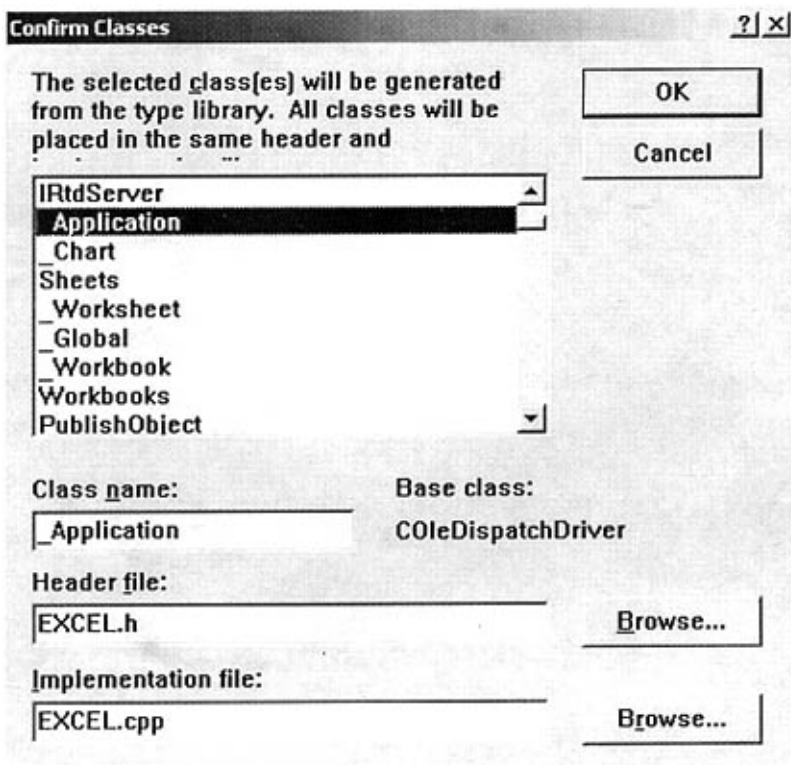 Confirm Classes
The selected class(es) will be generated
from the type library. All classes will be
placed in the same header and
OK
Cancel
IRtdServer
_Application
_Chart
Sheets
_Worksheet
_Global
_Workbook
Workbooks
PublishObject
Class name:
Base class:
_Application
COleDispatchDriver
Header file:
EXCEL.h
Browse...
Implementation file:
EXCEL.cpp
Browse...